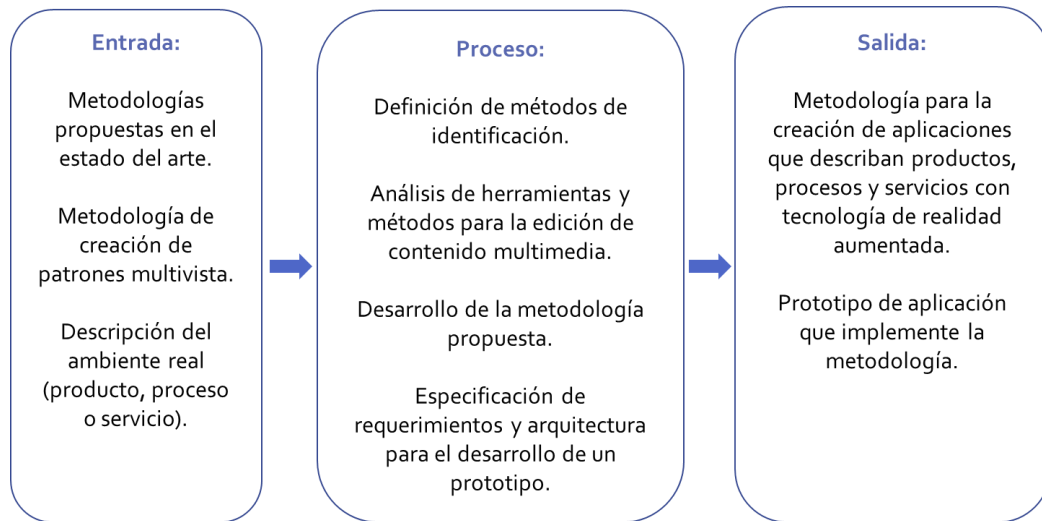 Entrada:
Metodologías
propuestas en el
estado del arte.
Metodología de
creación de
patrones multivista.
Descripción del
ambiente real
(producto, proceso
o servicio).
Proceso:
Definición de métodos de
identificación.
Análisis de herramientas y
métodos para la edición de
contenido multimedia.
Desarrollo de la metodología
propuesta.
Especificación de
requerimientos y arquitectura
para el desarrollo de un
prototipo.
Salida:
Metodología para la
creación de aplicaciones
que describan productos,
procesos y servicios con
tecnología de realidad
aumentada.
Prototipo de aplicación
que implemente la
metodología.